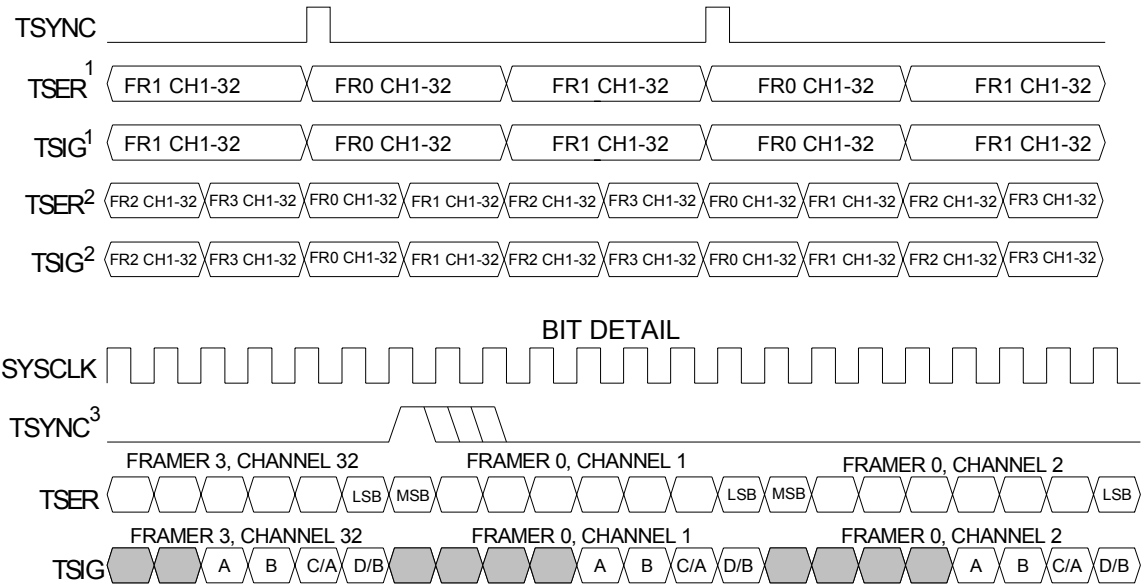 TSYNC
TSER1 FR1 CH1-32 FR0 CH1-32 FR1 CH1-32 FR0 CH1-32 FR1 CH1-32
TSIG1 FR1 CH1-32 FR0 CH1-32 FR1 CH1-32 FR0 CH1-32 FR1 CH1-32
TSER2 FR2 CH1-32 FR3 CH1-32 FR0 CH1-32 FR1 CH1-32 FR2 CH1-32 FR3 CH1-32 FR0 CH1-32 FR1 CH1-32 FR2 CH1-32 FR3 CH1-32
TSIG2 FR2 CH1-32 FR3 CH1-32 FR0 CH1-32 FR1 CH1-32 FR2 CH1-32 FR3 CH1-32 FR0 CH1-32 FR1 CH1-32 FR2 CH1-32 FR3 CH1-32
BIT DETAIL
SYSCLK
TSYNC3
FRAMER 3, CHANNEL 32 FRAMER 0, CHANNEL 1 FRAMER 0, CHANNEL 2
TSER LSB MSB LSB MSB LSB
FRAMER 3, CHANNEL 32 FRAMER 0, CHANNEL 1 FRAMER 0, CHANNEL 2
TSIG A B C/A D/B A B C/A D/B A B C/A D/B